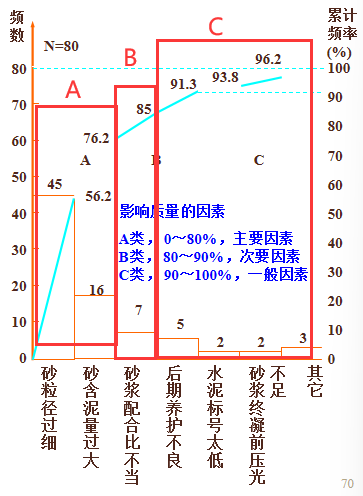 频数
N=80
累计频率(%)
A
B
C
80
70
60
50
40
30
20
10
0
100
90
80
70
60
50
40
30
20
10
0
45
56.2
76.2
85
91.3
93.8
96.2
A
B
C
影响质量的因素
A类，0～80%，主要因素
B类，80～90%，次要因素
C类，90～100%，一般因素
16
7
5
2
2
3
砂粒径过细
砂含泥量过大
砂浆配合比不当
后期养护不良
水泥标号太低
砂浆终凝前压光
不足
其它
70